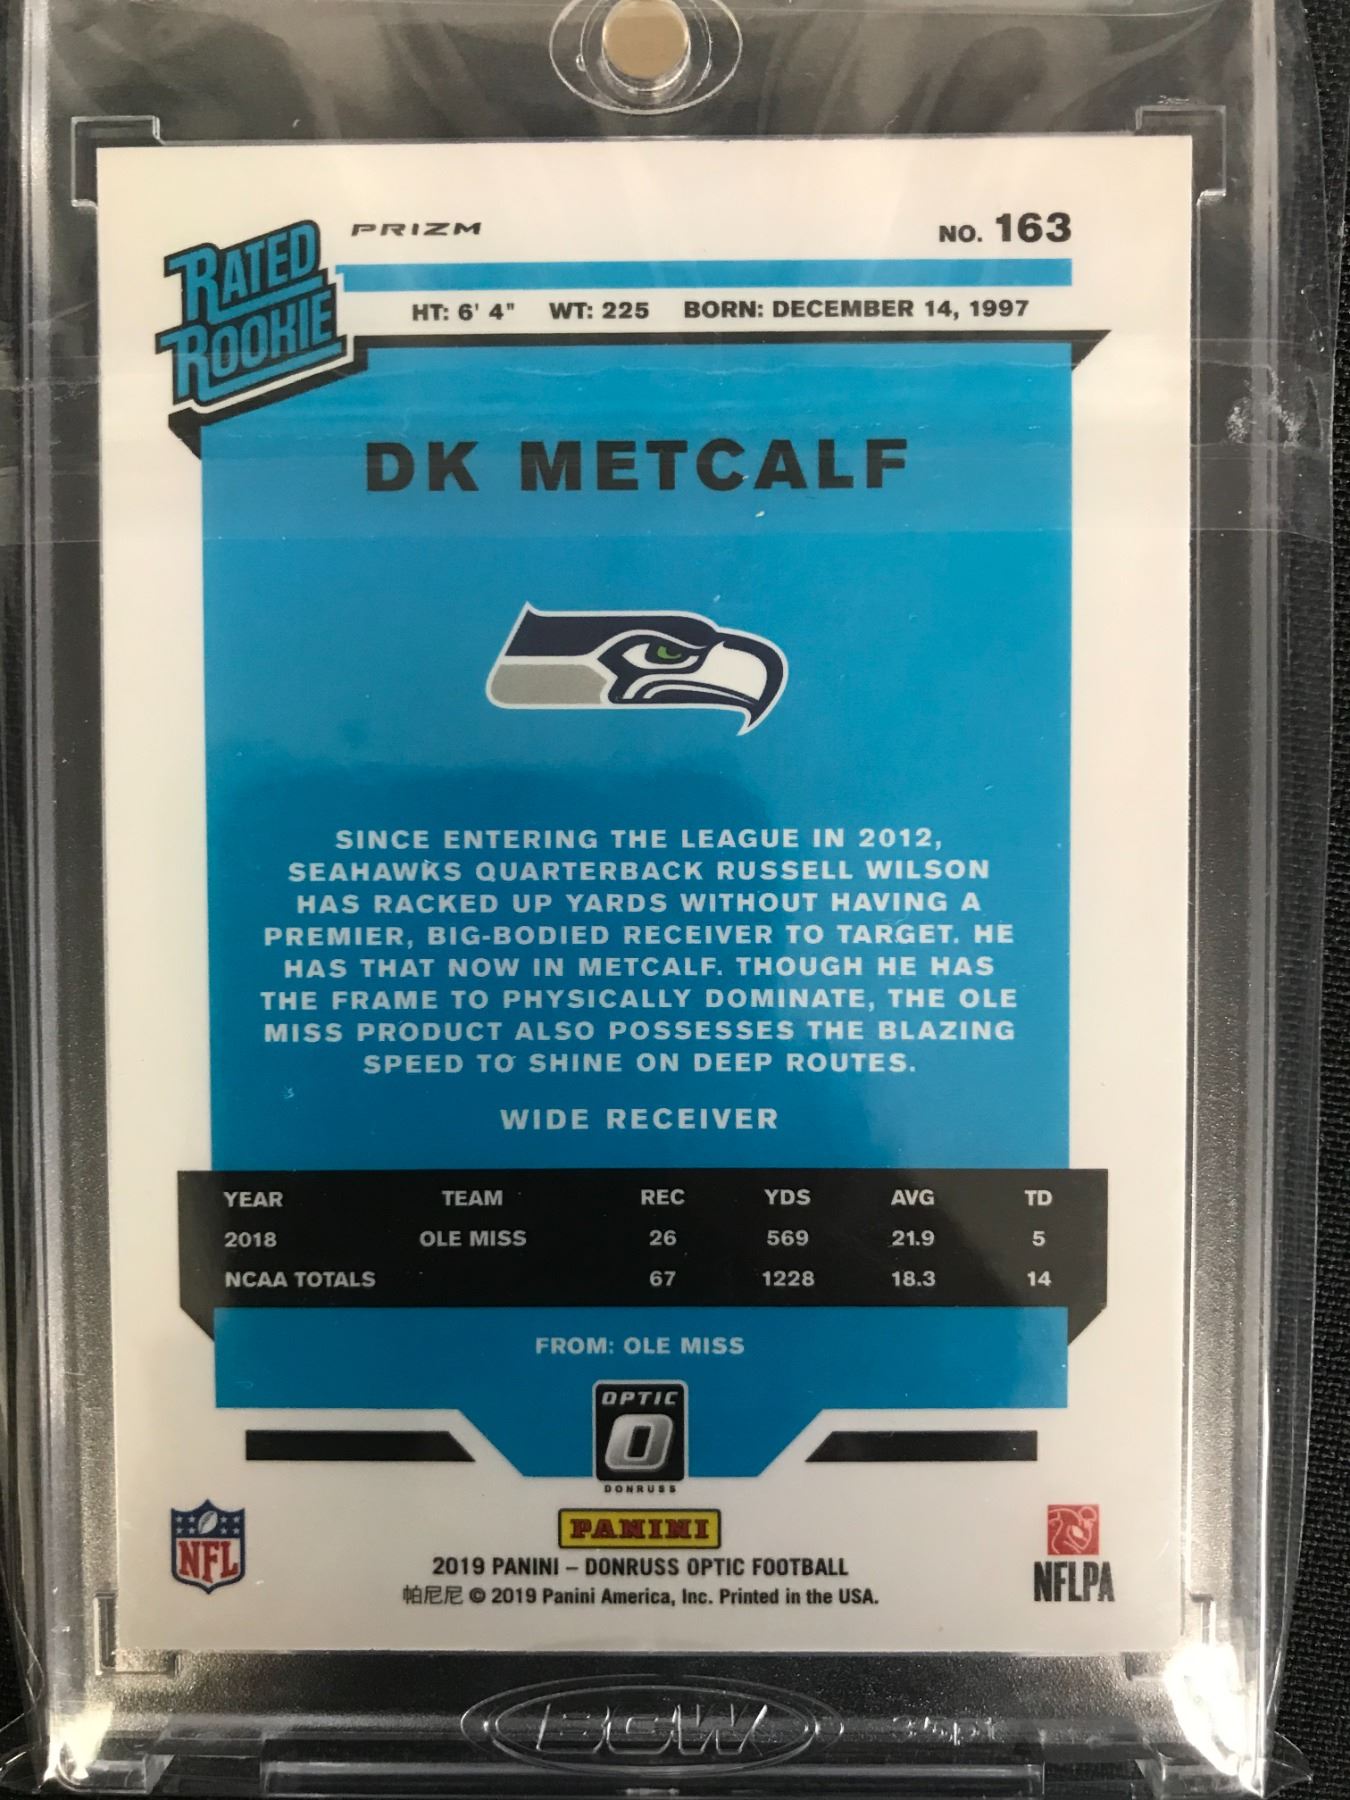 PRIZM
NO. 163
RATED
ROOKIE
HT: 6' 4" WT: 225 BORN: DECEMBER 14, 1997
DK METCALF
SINCE ENTERING THE LEAGUE IN 2012,
SEAHAWKS QUARTERBACK RUSSELL WILSON
HAS RACKED UP YARDS WITHOUT HAVING A
PREMIER, BIG-BODIED RECEIVER TO TARGET. HE
HAS THAT NOW IN METCALF. THOUGH HE HAS
THE FRAME TO PHYSICALLY DOMINATE, THE OLE
MISS PRODUCT ALSO POSSESSES THE BLAZING
SPEED TO SHINE ON DEEP ROUTES.
WIDE RECEIVER
YEAR TEAM REC YDS AVG TD
2018 OLE MISS 26 569 21.9 5
NCAA TOTALS 67 1228 18.3 14
FROM: OLE MISS
OPTIC
O
DONRUSS
PANINI
NFL
NFLPA
2019 PANINI – DONRUSS OPTIC FOOTBALL
帕尼尼 © 2019 Panini America, Inc. Printed in the USA.
BCW 35pt